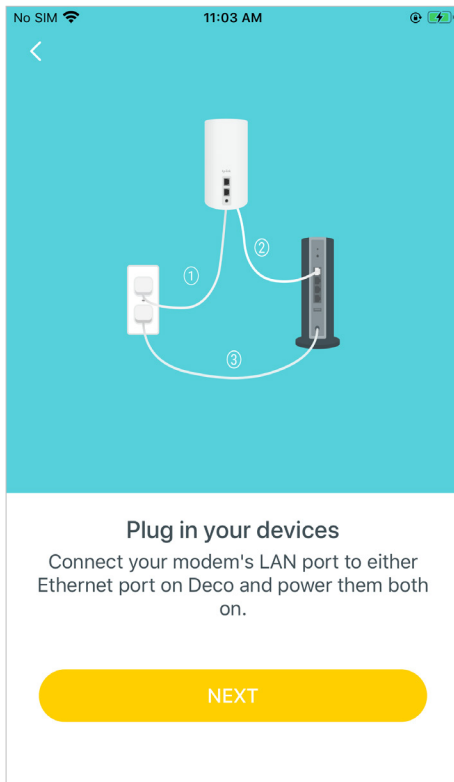 No SIM 11:03 AM
①
②
③
Plug in your devices
Connect your modem's LAN port to either
Ethernet port on Deco and power them both
on.
NEXT